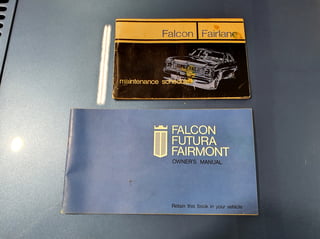 Falcon Fairlane
maintenance schedule
FALCON
FUTURA
FAIRMONT
OWNER'S MANUAL
Retain this book in your vehicle